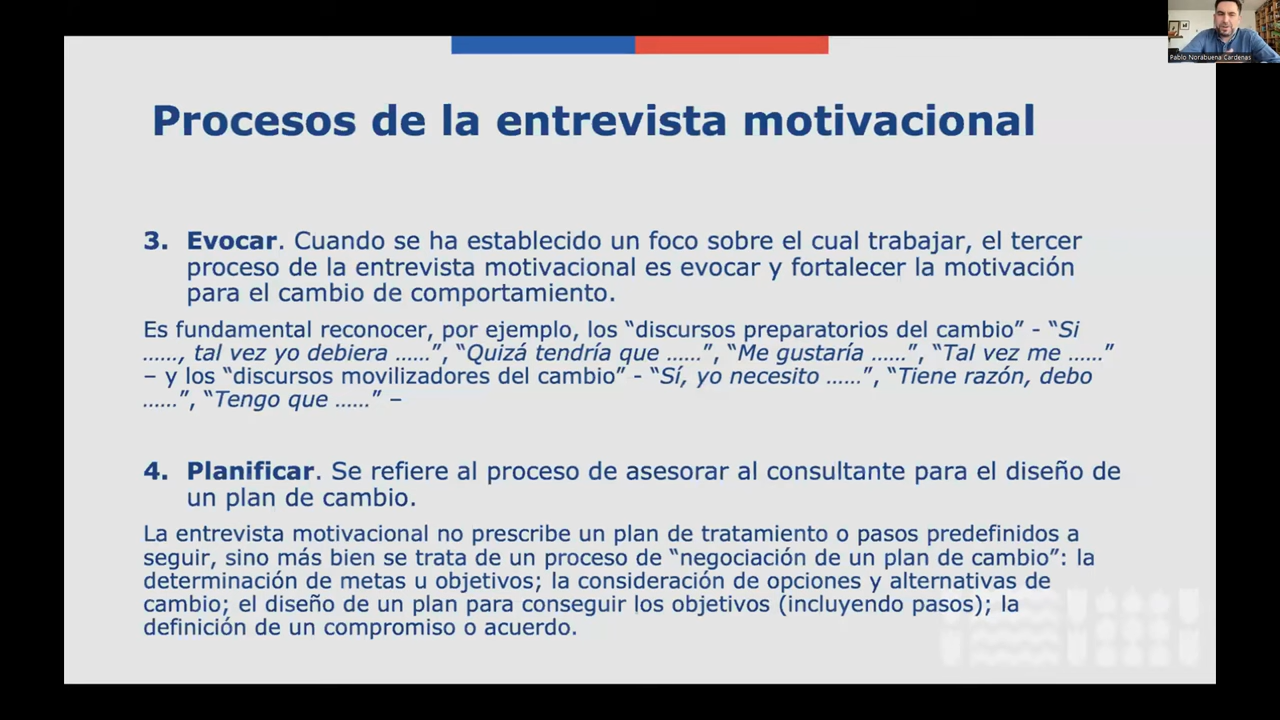 Pablo Norabuena Cardenas
Procesos de la entrevista motivacional
3. Evocar. Cuando se ha establecido un foco sobre el cual trabajar, el tercer
proceso de la entrevista motivacional es evocar y fortalecer la motivación
para el cambio de comportamiento.
Es fundamental reconocer, por ejemplo, los “discursos preparatorios del cambio” - “Si
……, tal vez yo debiera ……”, “Quizá tendría que ……”, “Me gustaría ……”, “Tal vez me ……”
– y los “discursos movilizadores del cambio” - “Sí, yo necesito ……”, “Tiene razón, debo
……”, “Tengo que ……” –
4. Planificar. Se refiere al proceso de asesorar al consultante para el diseño de
un plan de cambio.
La entrevista motivacional no prescribe un plan de tratamiento o pasos predefinidos a
seguir, sino más bien se trata de un proceso de “negociación de un plan de cambio”: la
determinación de metas u objetivos; la consideración de opciones y alternativas de
cambio; el diseño de un plan para conseguir los objetivos (incluyendo pasos); la
definición de un compromiso o acuerdo.